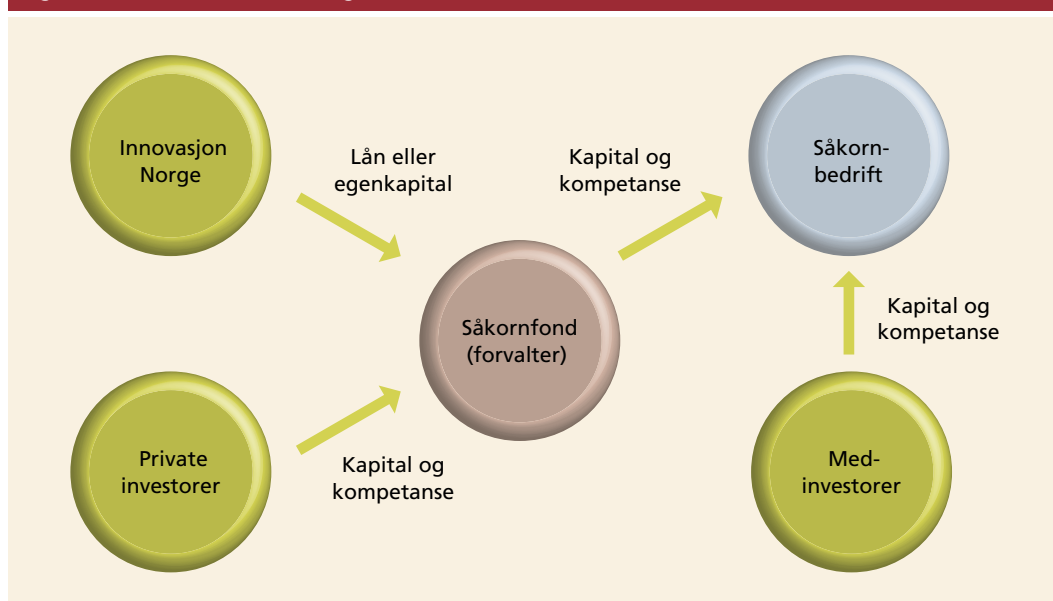 Innovasjon
Norge
Lån eller
egenkapital
Kapital og
kompetanse
Såkorn-
bedrift
Såkornfond
(forvalter)
Kapital og
kompetanse
Private
investorer
Kapital og
kompetanse
Med-
investorer